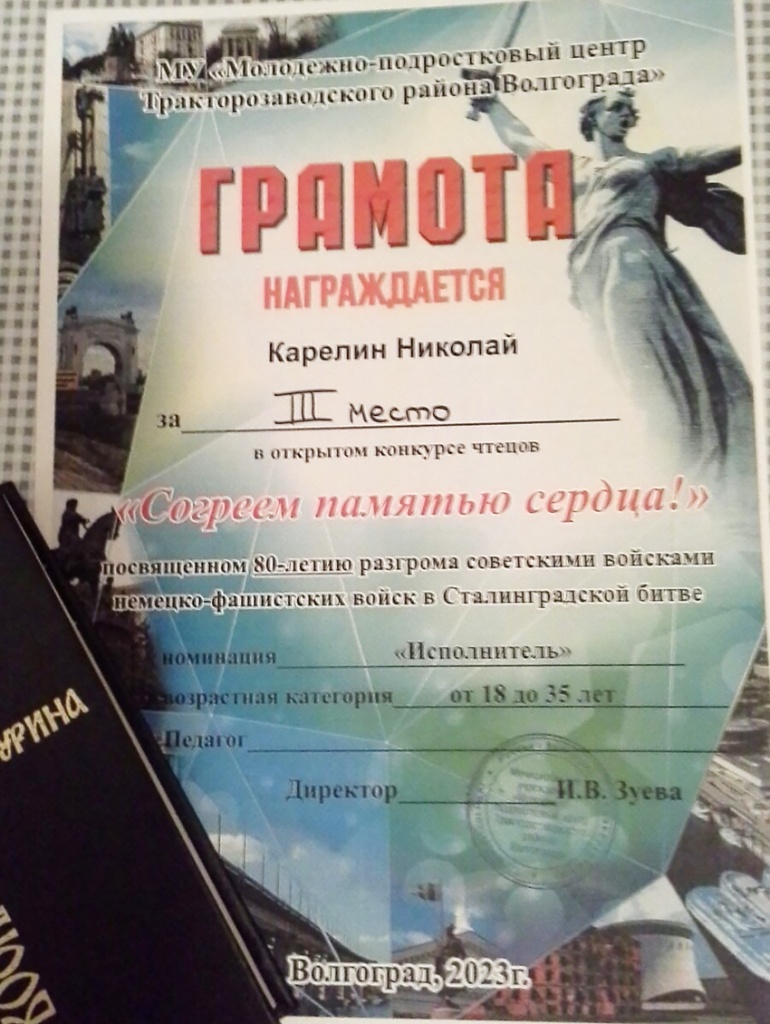 МУ «Молодежно-подростковый центр
Тракторозаводского района Волгограда»
ГРАМОТА
НАГРАЖДАЕТСЯ
Карелин Николай
за III место
в открытом конкурсе чтецов
«Согреем памятью сердца!»
посвященном 80-летию разгрома советскими войсками
немецко-фашистских войск в Сталинградской битве
номинация «Исполнитель»
возрастная категория от 18 до 35 лет
Педагог
Директор И.В. Зуева
Волгоград, 2023г.